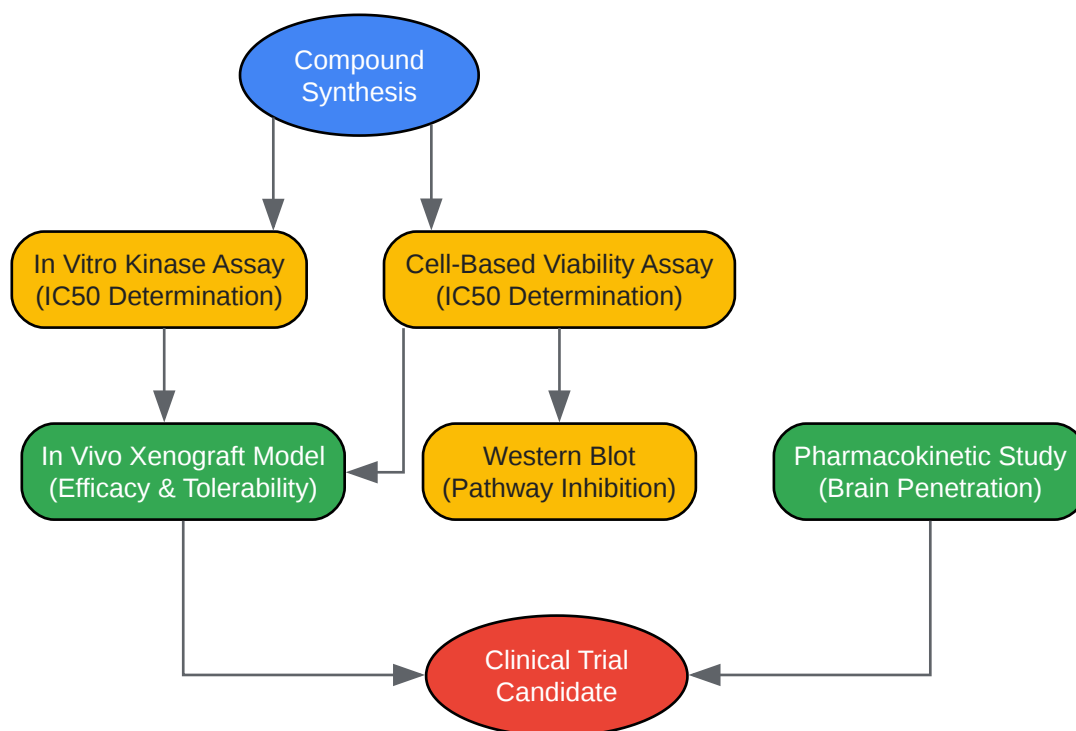 Compound
Synthesis
In Vitro Kinase Assay
(IC50 Determination)
Cell-Based Viability Assay
(IC50 Determination)
In Vivo Xenograft Model
(Efficacy & Tolerability)
Western Blot
(Pathway Inhibition)
Pharmacokinetic Study
(Brain Penetration)
Clinical Trial
Candidate